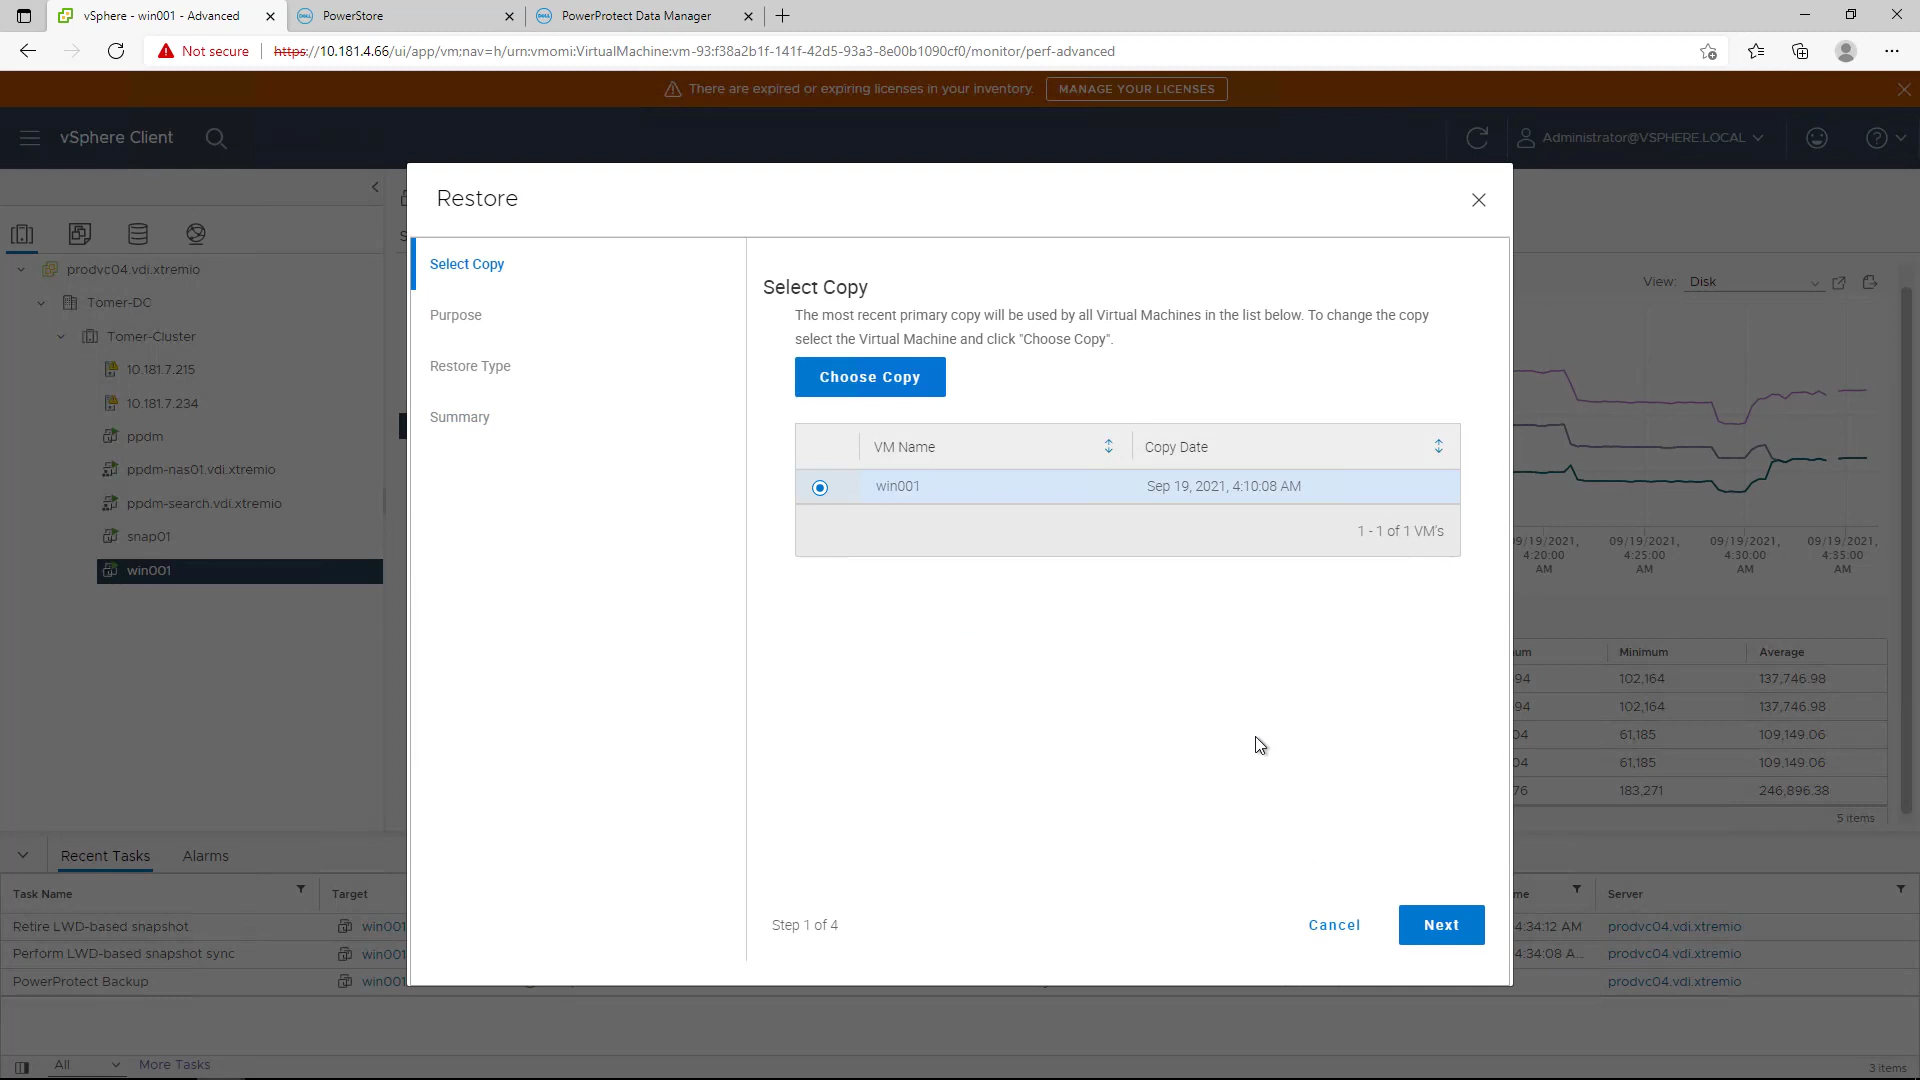 vSphere - win001 - Advanced
PowerStore
PowerProtect Data Manager
Not secure
https://10.181.4.66/ui/app/vm;nav=h/urn:vmomi:VirtualMachine:vm-93:f38a2b1f-141f-42d5-93a3-8e00b1090cf0/monitor/perf-advanced
There are expired or expiring licenses in your inventory.
MANAGE YOUR LICENSES
vSphere Client
Administrator@VSPHERE.LOCAL
Restore
prodvc04.vdi.xtremio
Tomer-DC
Tomer-Cluster
10.181.7.215
10.181.7.234
ppdm
ppdm-nas01.vdi.xtremio
ppdm-search.vdi.xtremio
snap01
win001
Select Copy
Purpose
Restore Type
Summary
Select Copy
The most recent primary copy will be used by all Virtual Machines in the list below. To change the copy
select the Virtual Machine and click "Choose Copy".
Choose Copy
VM Name
Copy Date
win001
Sep 19, 2021, 4:10:08 AM
1 - 1 of 1 VM's
Step 1 of 4
Cancel
Next
View:
Disk
9/19/2021,
4:20:00
AM
09/19/2021,
4:25:00
AM
09/19/2021,
4:30:00
AM
09/19/2021,
4:35:00
AM
um
Minimum
Average
94
102,164
137,746.98
94
102,164
137,746.98
04
61,185
109,149.06
04
61,185
109,149.06
76
183,271
246,896.38
5 items
Recent Tasks
Alarms
Task Name
Target
me
Server
Retire LWD-based snapshot
win001
4:34:12 AM
prodvc04.vdi.xtremio
Perform LWD-based snapshot sync
win001
4:34:08 A...
prodvc04.vdi.xtremio
PowerProtect Backup
win001
prodvc04.vdi.xtremio
All
More Tasks
3 items